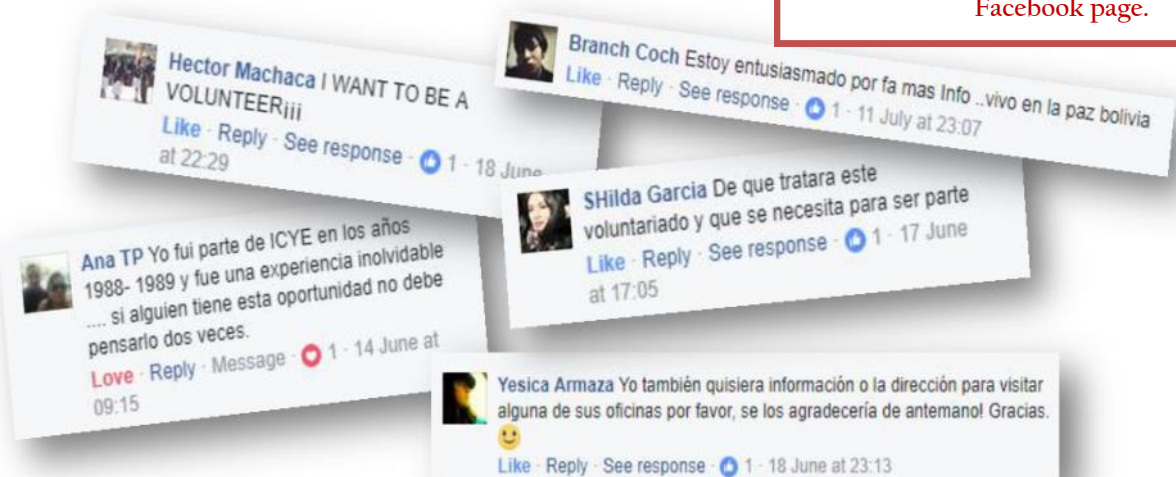 Facebook page.
Hector Machaca I WANT TO BE A
VOLUNTEER¡¡¡
Like · Reply · See response · 1 · 18 June
at 22:29
Branch Coch Estoy entusiasmado por fa mas Info ..vivo en la paz bolivia
Like · Reply · See response · 1 · 11 July at 23:07
SHilda Garcia De que tratara este
voluntariado y que se necesita para ser parte
Like · Reply · See response · 1 · 17 June
at 17:05
Ana TP Yo fui parte de ICYE en los años
1988- 1989 y fue una experiencia inolvidable
.... si alguien tiene esta oportunidad no debe
pensarlo dos veces.
Love · Reply · Message · 1 · 14 June at
09:15
Yesica Armaza Yo también quisiera información o la dirección para visitar
alguna de sus oficinas por favor, se los agradecería de antemano! Gracias.
Like · Reply · See response · 1 · 18 June at 23:13